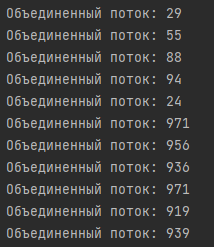 Объединенный поток: 29
Объединенный поток: 55
Объединенный поток: 88
Объединенный поток: 94
Объединенный поток: 24
Объединенный поток: 971
Объединенный поток: 956
Объединенный поток: 936
Объединенный поток: 971
Объединенный поток: 919
Объединенный поток: 939